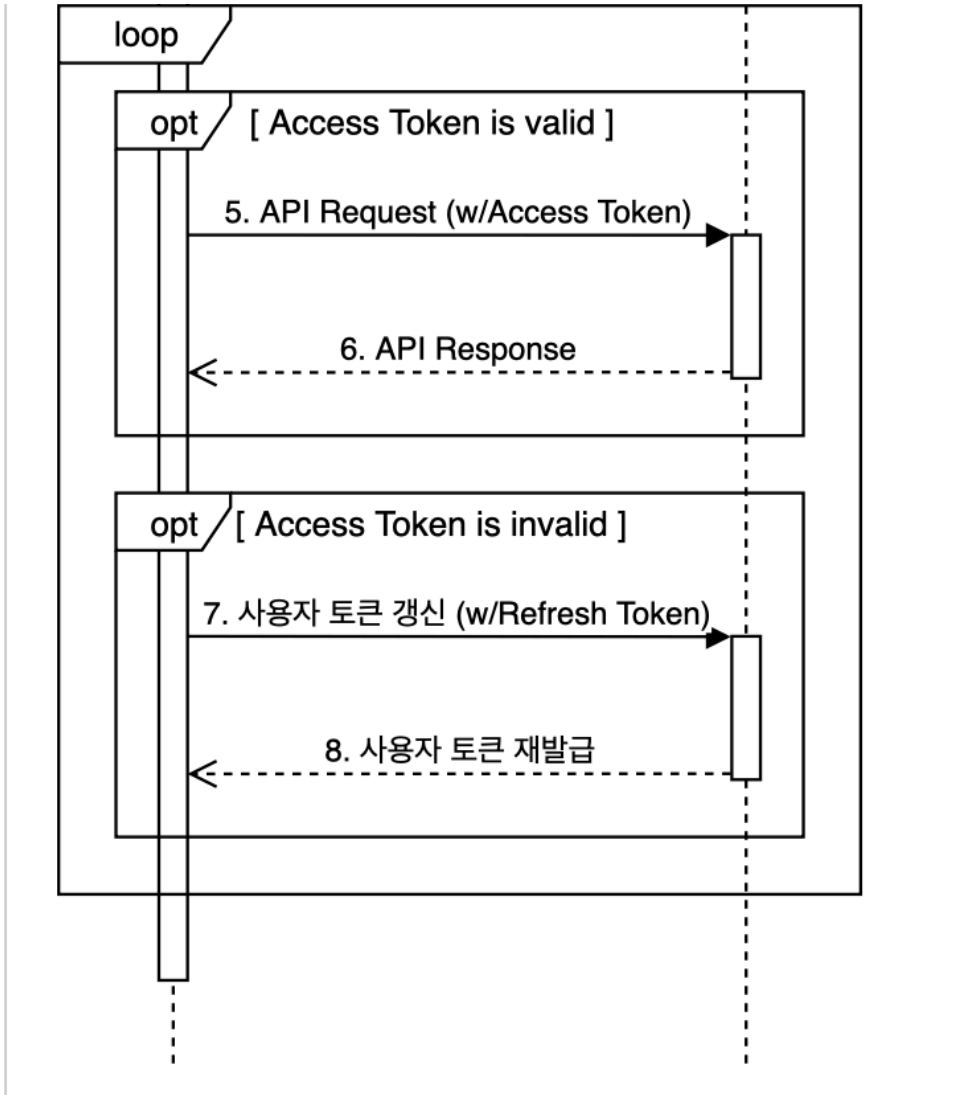 loop
opt [ Access Token is valid ]
5. API Request (w/Access Token)
6. API Response
opt [ Access Token is invalid ]
7. 사용자 토큰 갱신 (w/Refresh Token)
8. 사용자 토큰 재발급